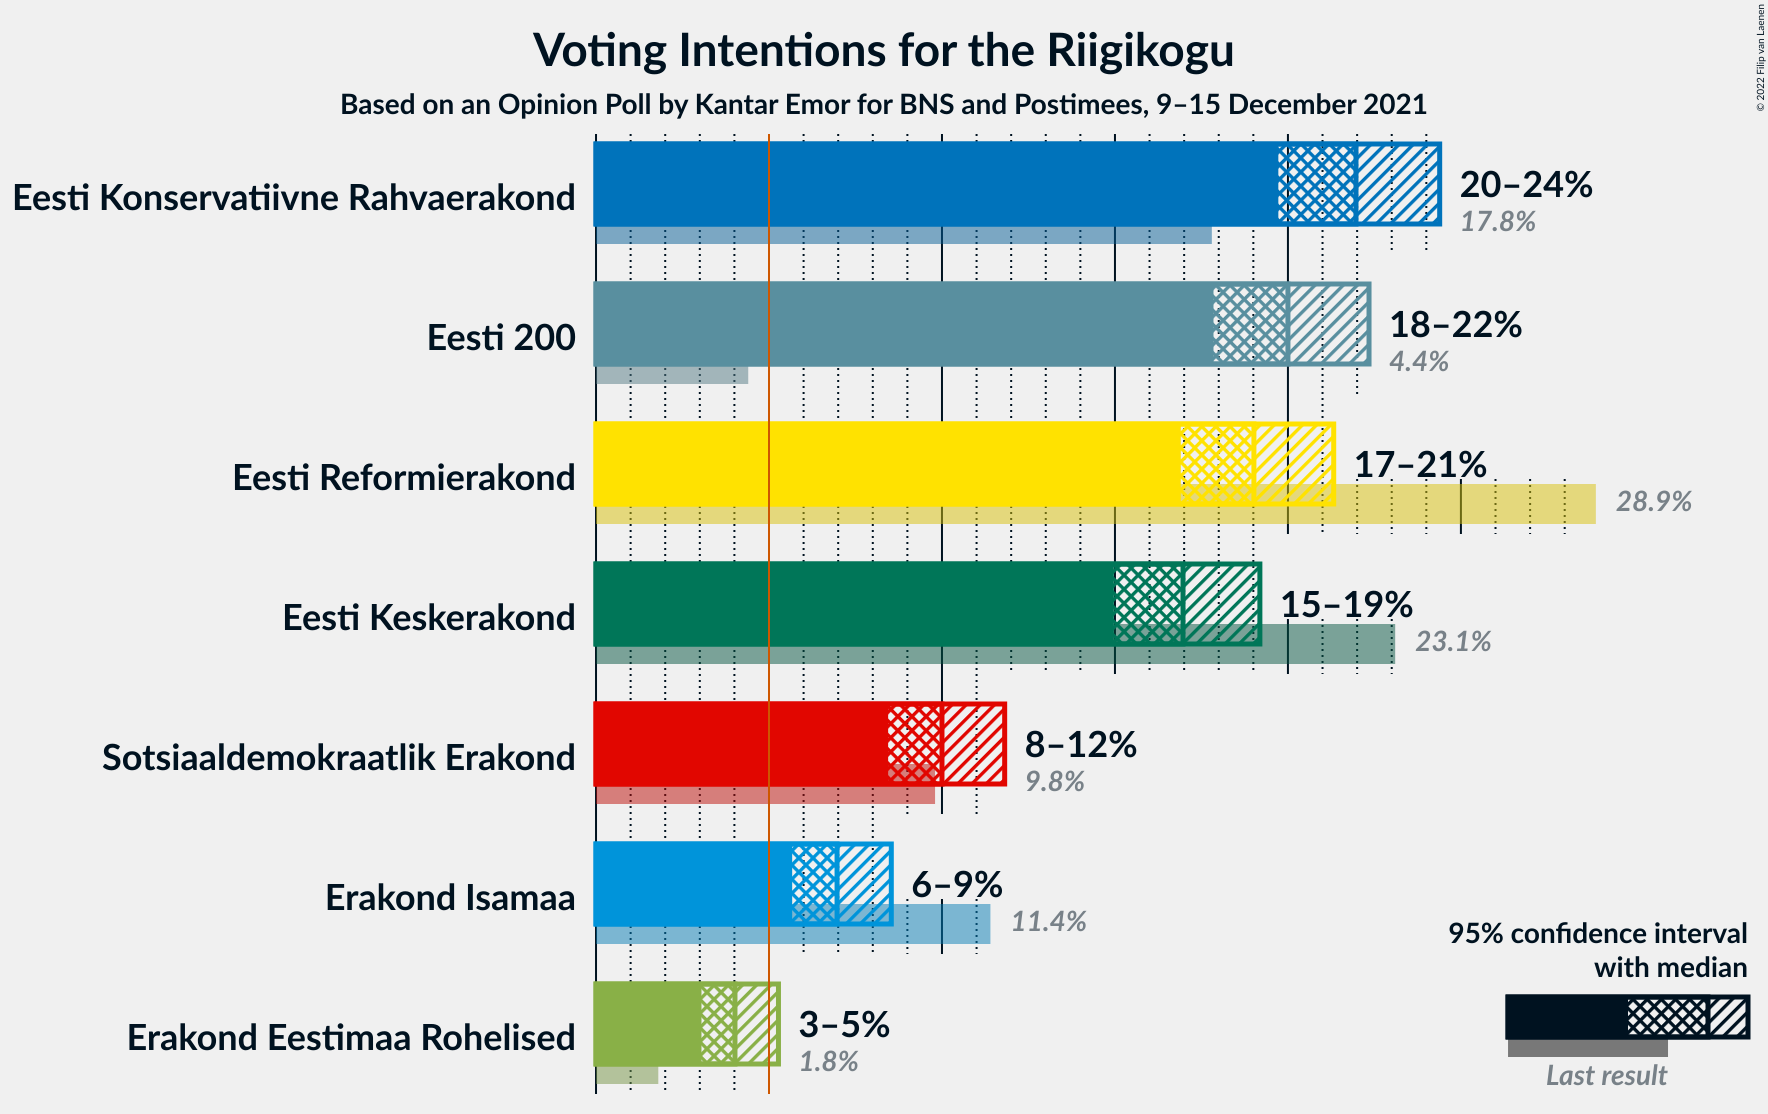 Voting Intentions for the Riigikogu
Based on an Opinion Poll by Kantar Emor for BNS and Postimees, 9–15 December 2021
© 2022 Filip van Laenen
Eesti Konservatiivne Rahvaerakond
20–24%
17.8%
Eesti 200
18–22%
4.4%
Eesti Reformierakond
17–21%
28.9%
Eesti Keskerakond
15–19%
23.1%
Sotsiaaldemokraatlik Erakond
8–12%
9.8%
Erakond Isamaa
6–9%
11.4%
Erakond Eestimaa Rohelised
3–5%
1.8%
95% confidence interval
with median
Last result